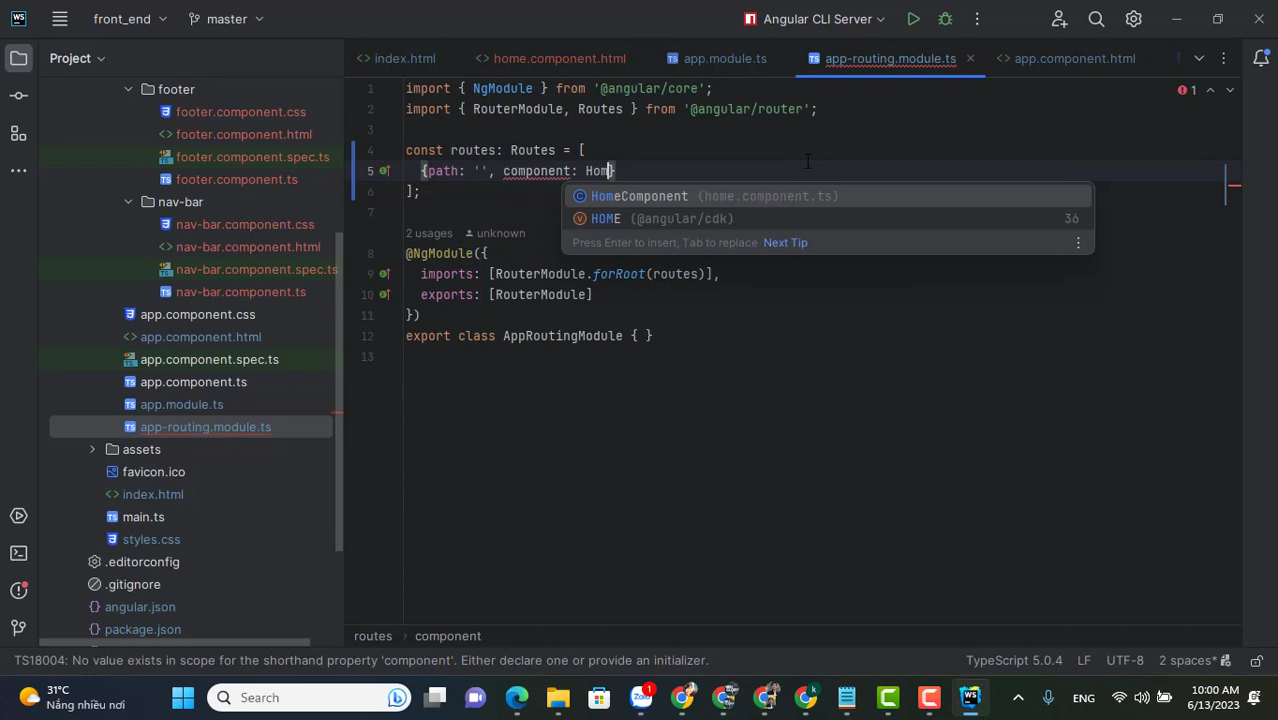 WS
front_end
master
Angular CLI Server
Project
index.html
home.component.html
app.module.ts
app-routing.module.ts
app.component.html
footer
footer.component.css
footer.component.html
footer.component.spec.ts
footer.component.ts
nav-bar
nav-bar.component.css
nav-bar.component.html
nav-bar.component.spec.ts
nav-bar.component.ts
app.component.css
app.component.html
app.component.spec.ts
app.component.ts
app.module.ts
app-routing.module.ts
assets
favicon.ico
index.html
main.ts
styles.css
.editorconfig
.gitignore
angular.json
package.json
1 import { NgModule } from '@angular/core';
2 import { RouterModule, Routes } from '@angular/router';
3
4 const routes: Routes = [
5 {path: '', component: Hom}
6 ];
7
2 usages unknown
8 @NgModule({
9 imports: [RouterModule.forRoot(routes)],
10 exports: [RouterModule]
11 })
12 export class AppRoutingModule { }
13
1
HomeComponent (home.component.ts)
HOME (@angular/cdk) 36
Press Enter to insert, Tab to replace Next Tip
routes component
TS18004: No value exists in scope for the shorthand property 'component'. Either declare one or provide an initializer.
TypeScript 5.0.4 LF UTF-8 2 spaces*
31°C
Nắng nhiều nơi
Search
Zalo
1
k
WS
ENG
10:00 AM
6/13/2023